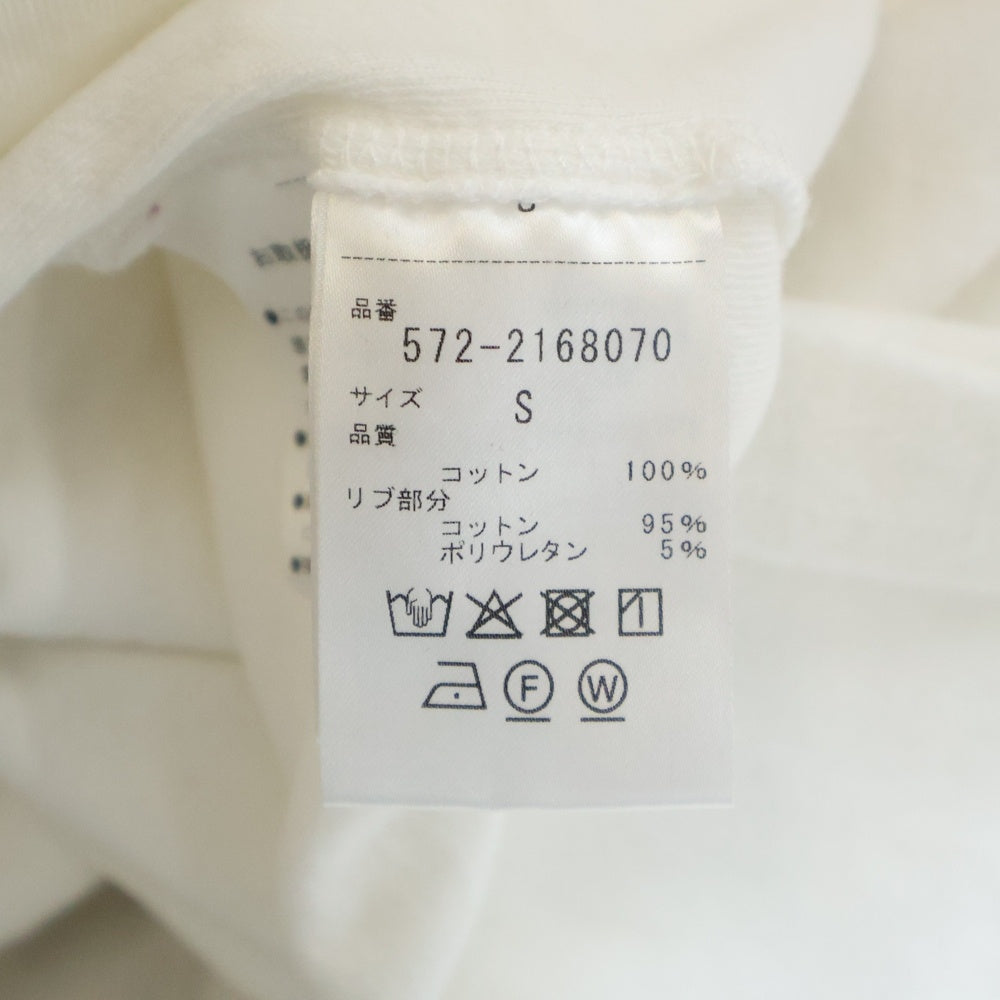 品番
572-2168070
サイズ S
品質
コットン 100%
リブ部分
コットン 95%
ポリウレタン 5%
F W